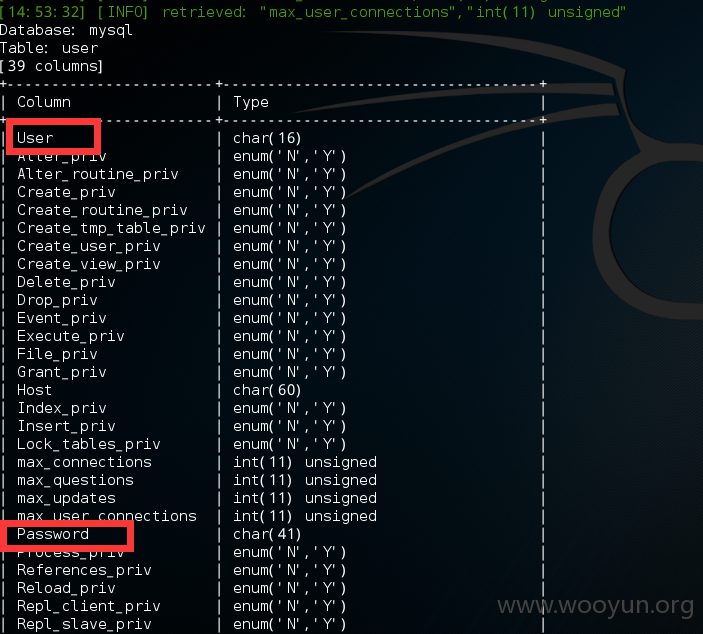 [14:53:32] [INFO] retrieved: "max_user_connections","int(11) unsigned"
Database: mysql
Table: user
[39 columns]
+------------------------+-----------------------------------+
| Column | Type |
+------------------------+-----------------------------------+
| User | char(16) |
| Alter_priv | enum('N','Y') |
| Alter_routine_priv | enum('N','Y') |
| Create_priv | enum('N','Y') |
| Create_routine_priv | enum('N','Y') |
| Create_tmp_table_priv | enum('N','Y') |
| Create_user_priv | enum('N','Y') |
| Create_view_priv | enum('N','Y') |
| Delete_priv | enum('N','Y') |
| Drop_priv | enum('N','Y') |
| Event_priv | enum('N','Y') |
| Execute_priv | enum('N','Y') |
| File_priv | enum('N','Y') |
| Grant_priv | enum('N','Y') |
| Host | char(60) |
| Index_priv | enum('N','Y') |
| Insert_priv | enum('N','Y') |
| Lock_tables_priv | enum('N','Y') |
| max_connections | int(11) unsigned |
| max_questions | int(11) unsigned |
| max_updates | int(11) unsigned |
| max_user_connections | int(11) unsigned |
| Password | char(41) |
| Process_priv | enum('N','Y') |
| References_priv | enum('N','Y') |
| Reload_priv | enum('N','Y') |
| Repl_client_priv | enum('N','Y') |
| Repl_slave_priv | enum('N','Y') |
www.wooyun.org